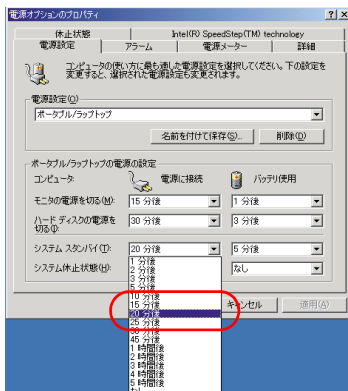 電源オプションのプロパティ
休止状態 Intel(R) SpeedStep(TM) technology
電源設定 アラーム 電源メーター 詳細
コンピュータの使い方に最も適した電源設定を選択してください。下の設定を
変更すると、選択された電源設定も変更されます。
電源設定(O)
ポータブル/ラップトップ
名前を付けて保存(S)... 削除(D)
ポータブル/ラップトップの電源の設定
コンピュータ: 電源に接続 バッテリ使用
モニタの電源を切る(M): 15 分後 1 分後
ハード ディスクの電源を
切る(I): 30 分後 3 分後
システム スタンバイ(T): 20 分後 5 分後
システム休止状態(H): なし
1 分後
2 分後
3 分後
5 分後
10 分後
15 分後
20 分後
25 分後
30 分後
45 分後
1 時間後
2 時間後
3 時間後
4 時間後
5 時間後
なし
キャンセル 適用(A)